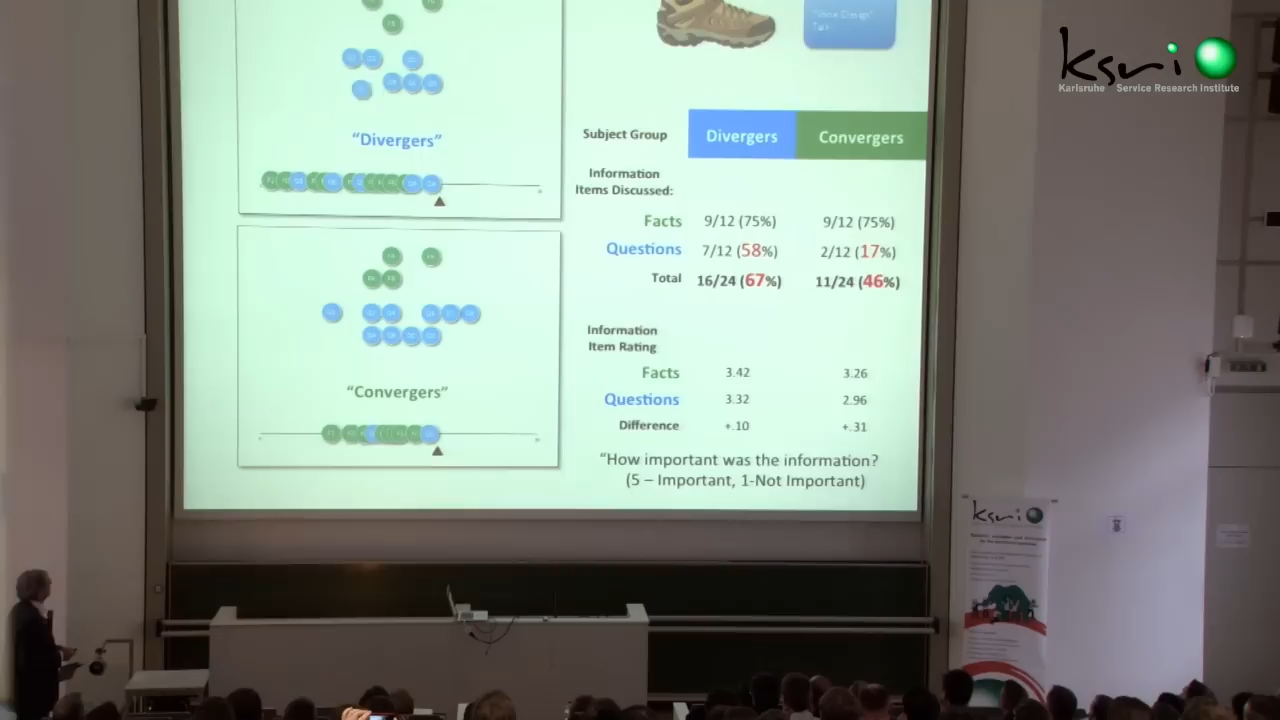 "Shoe Design"
Task
"Divergers"
"Convergers"
Subject Group Divergers Convergers
Information
Items Discussed:
Facts 9/12 (75%) 9/12 (75%)
Questions 7/12 (58%) 2/12 (17%)
Total 16/24 (67%) 11/24 (46%)
Information
Item Rating
Facts 3.42 3.26
Questions 3.32 2.96
Difference +.10 +.31
"How important was the information?
(5 – Important, 1-Not Important)
ksri
Karlsruhe Service Research Institute
ksri